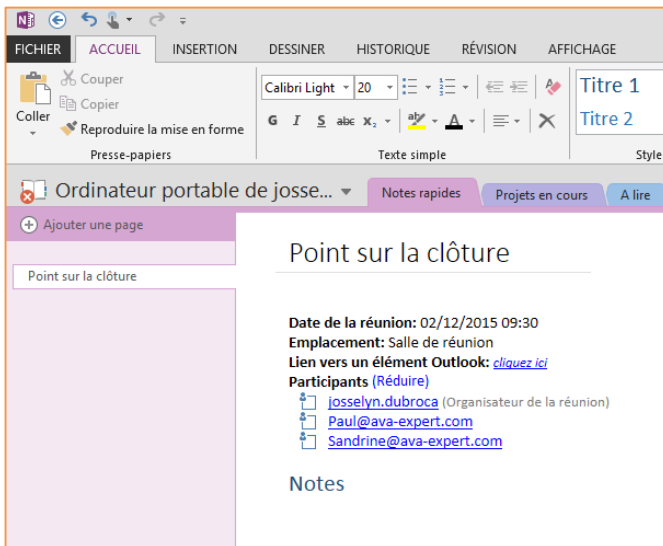 FICHIER ACCUEIL INSERTION DESSINER HISTORIQUE RÉVISION AFFICHAGE
Coller
Couper
Copier
Reproduire la mise en forme
Presse-papiers
Calibri Light 20
G I S abc X₂ aby A
Texte simple
Titre 1
Titre 2
Style
Ordinateur portable de josse... Notes rapides Projets en cours A lire
Ajouter une page
Point sur la clôture
Point sur la clôture
Date de la réunion: 02/12/2015 09:30
Emplacement: Salle de réunion
Lien vers un élément Outlook: cliquez ici
Participants (Réduire)
josselyn.dubroca (Organisateur de la réunion)
Paul@ava-expert.com
Sandrine@ava-expert.com
Notes